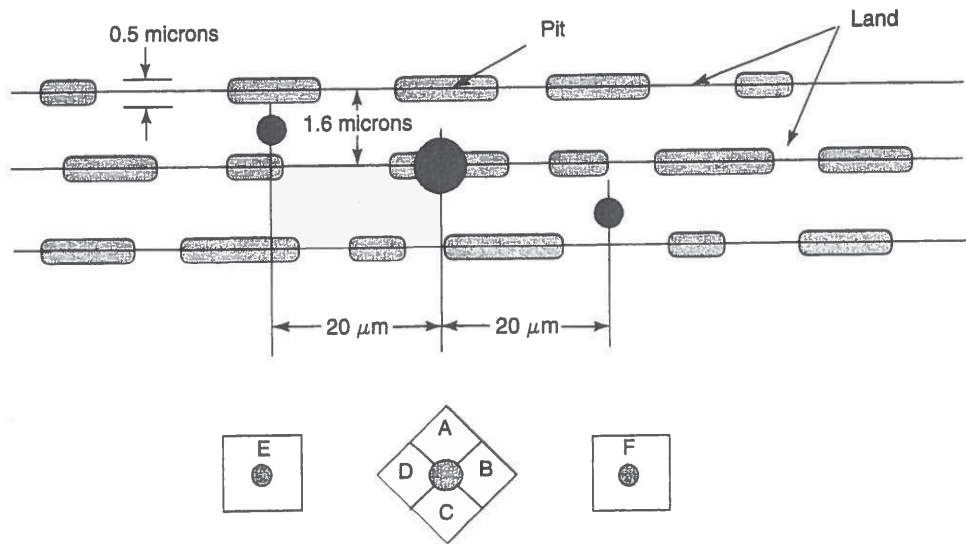 Land
Pit
0.5 microns
1.6 microns
20 μm
20 μm
A
E
F
D
B
C